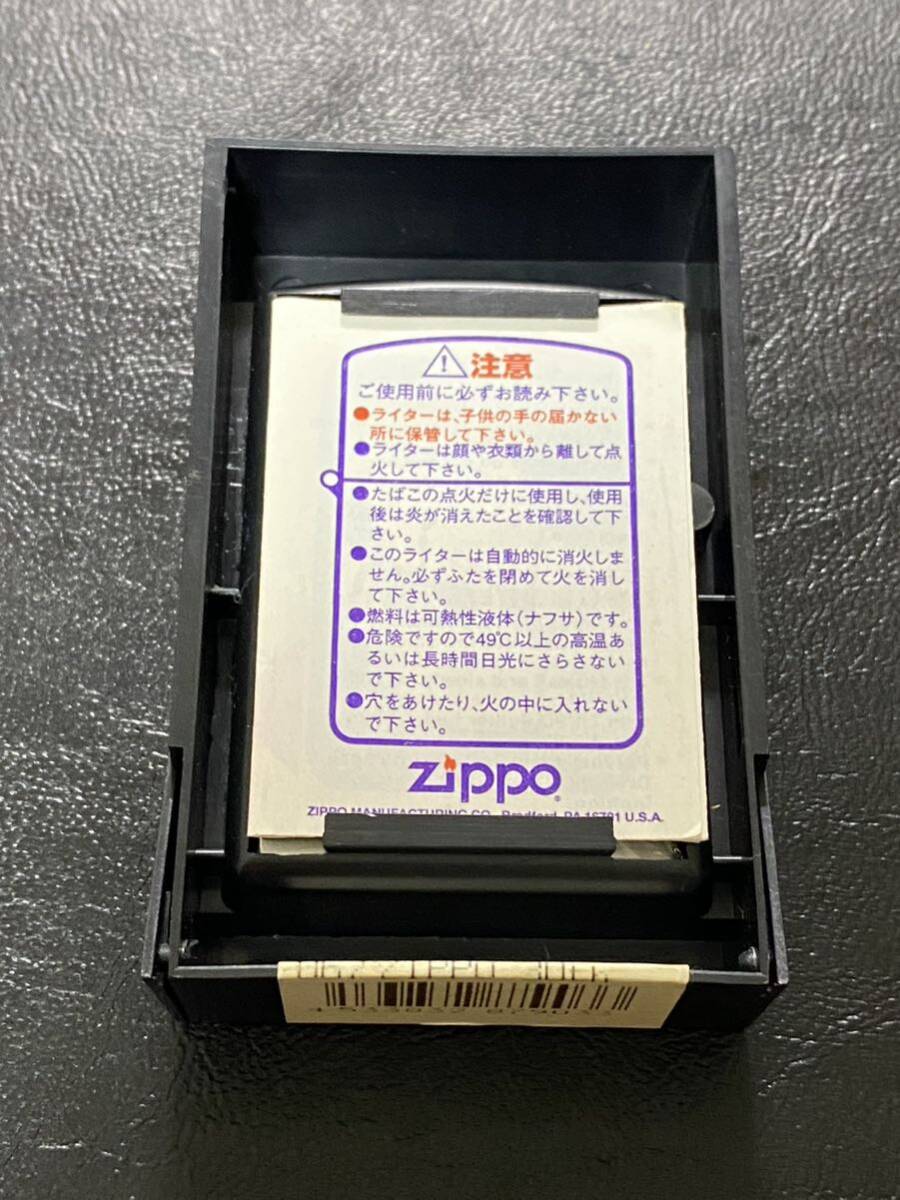 注意
ご使用前に必ずお読み下さい。
●ライターは、子供の手の届かない
所に保管して下さい。
●ライターは顔や衣類から離して点
火して下さい。
●たばこの点火だけに使用し、使用
後は炎が消えたことを確認して下
さい。
●このライターは自動的に消火しま
せん。必ずふたを閉めて火を消し
て下さい。
●燃料は可熱性液体(ナフサ)です。
●危険ですので49℃以上の高温あ
るいは長時間日光にさらさない
で下さい。
●穴をあけたり、火の中に入れない
で下さい。
Zippo®
ZIPPO MANUFACTURING CO., Bradford, PA 16701 U.S.A.
ZIPPO